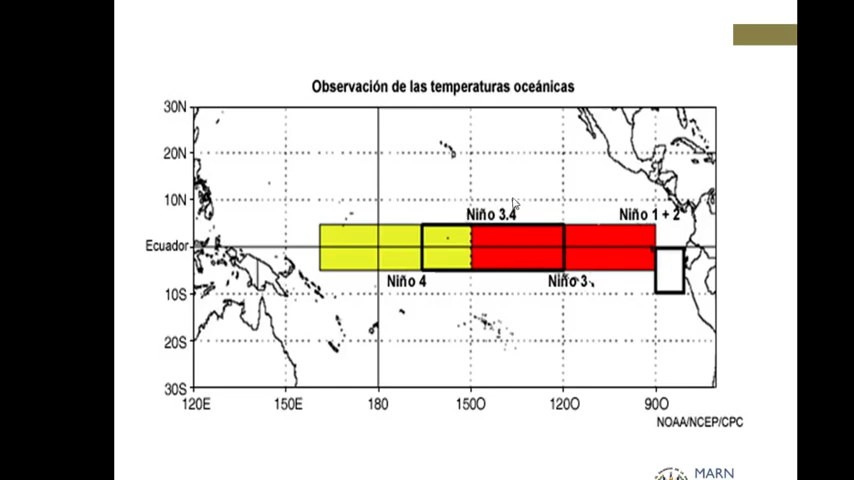 Observación de las temperaturas oceánicas
30N
20N
10N
Ecuador
10S
20S
30S
Niño 3.4
Niño 1 + 2
Niño 4
Niño 3
120E
150E
180
150O
120O
90O
NOAA/NCEP/CPC
MARN